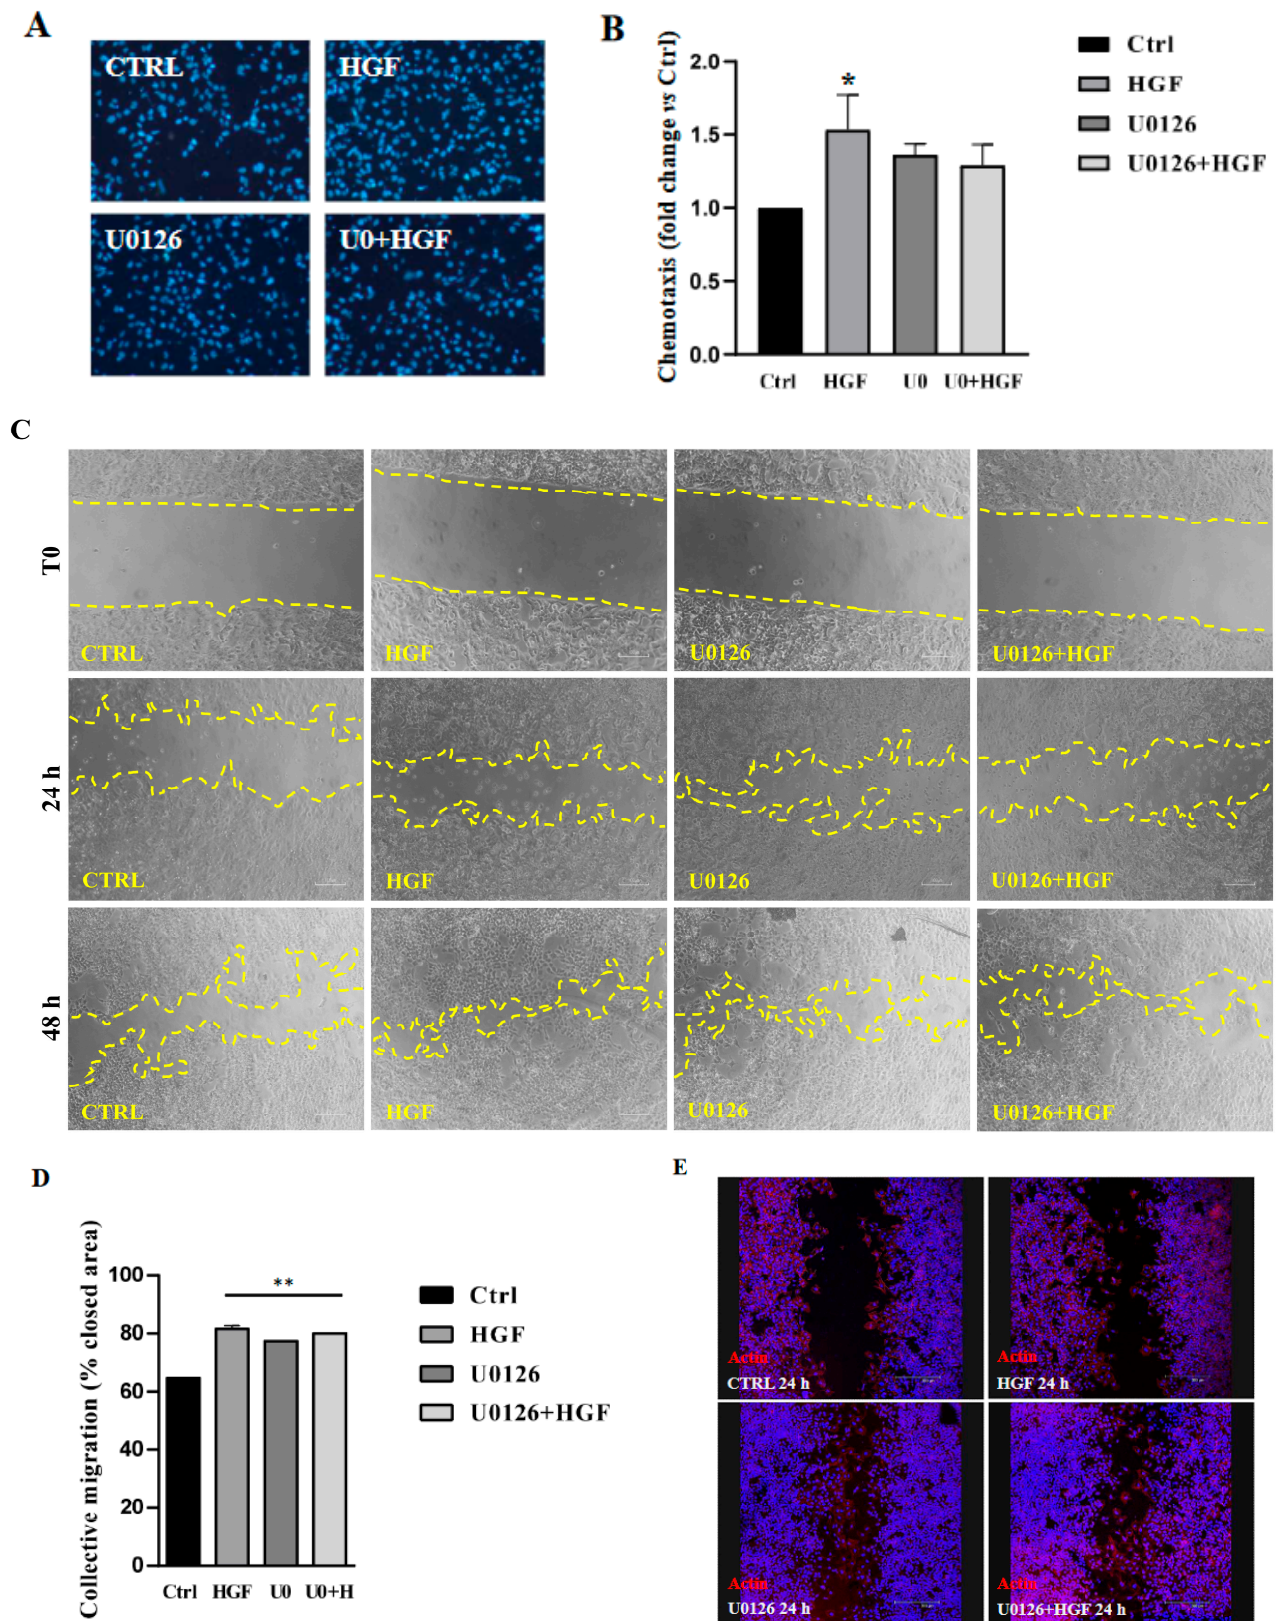 A
CTRL
HGF
U0126
U0+HGF
B
Chemotaxis (fold change vs Ctrl)
2.0
1.5
1.0
0.5
0.0
*
Ctrl
HGF
U0
U0+HGF
Ctrl
HGF
U0126
U0126+HGF
C
T0
CTRL
HGF
U0126
U0126+HGF
24 h
CTRL
HGF
U0126
U0126+HGF
48 h
CTRL
HGF
U0126
U0126+HGF
D
Collective migration (% closed area)
100
80
60
40
20
0
**
Ctrl
HGF
U0
U0+H
Ctrl
HGF
U0126
U0126+HGF
E
Actin
CTRL 24 h
Actin
HGF 24 h
Actin
U0126 24 h
Actin
U0126+HGF 24 h